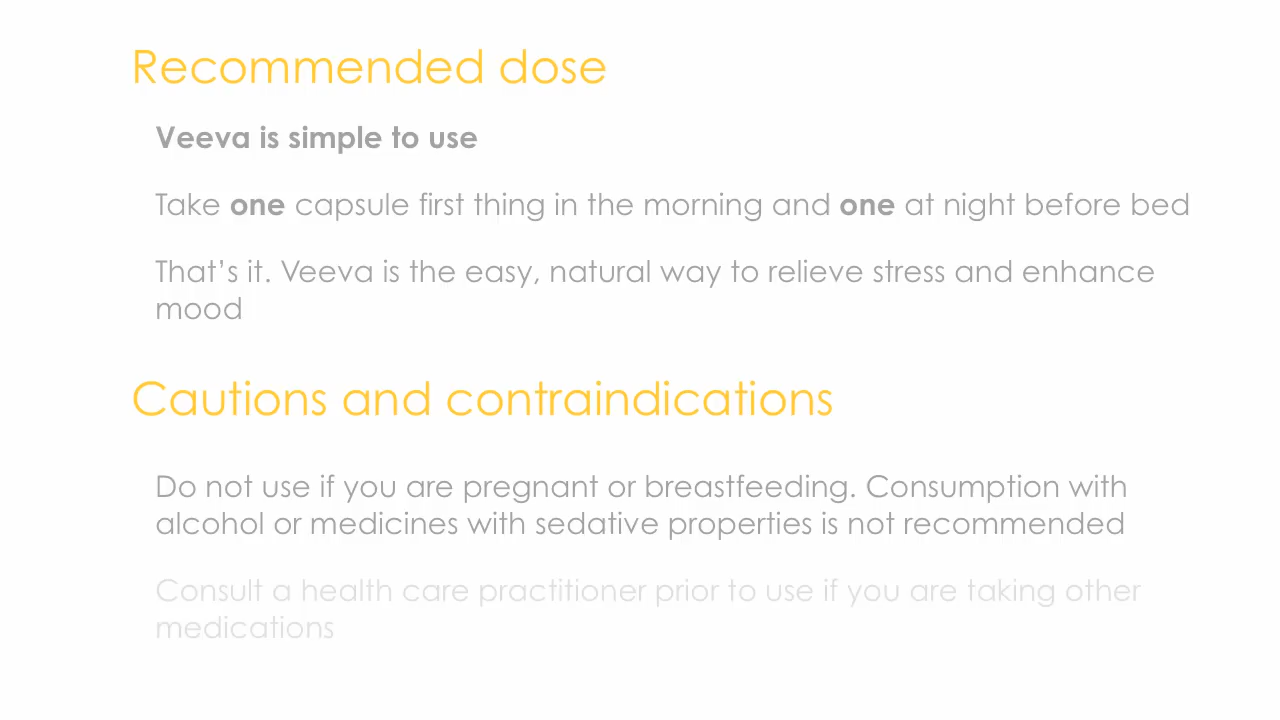 Recommended dose
Veeva is simple to use
Take one capsule first thing in the morning and one at night before bed
That’s it. Veeva is the easy, natural way to relieve stress and enhance
mood
Cautions and contraindications
Do not use if you are pregnant or breastfeeding. Consumption with
alcohol or medicines with sedative properties is not recommended
Consult a health care practitioner prior to use if you are taking other
medications